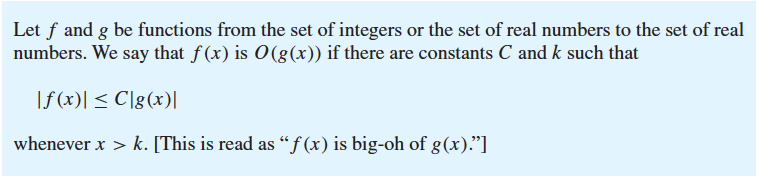 Let f and g be functions from the set of integers or the set of real numbers to the set of real
numbers. We say that f(x) is O(g(x)) if there are constants C and k such that
|f(x)| ≤ C|g(x)|
whenever x > k. [This is read as “f(x) is big-oh of g(x).”]